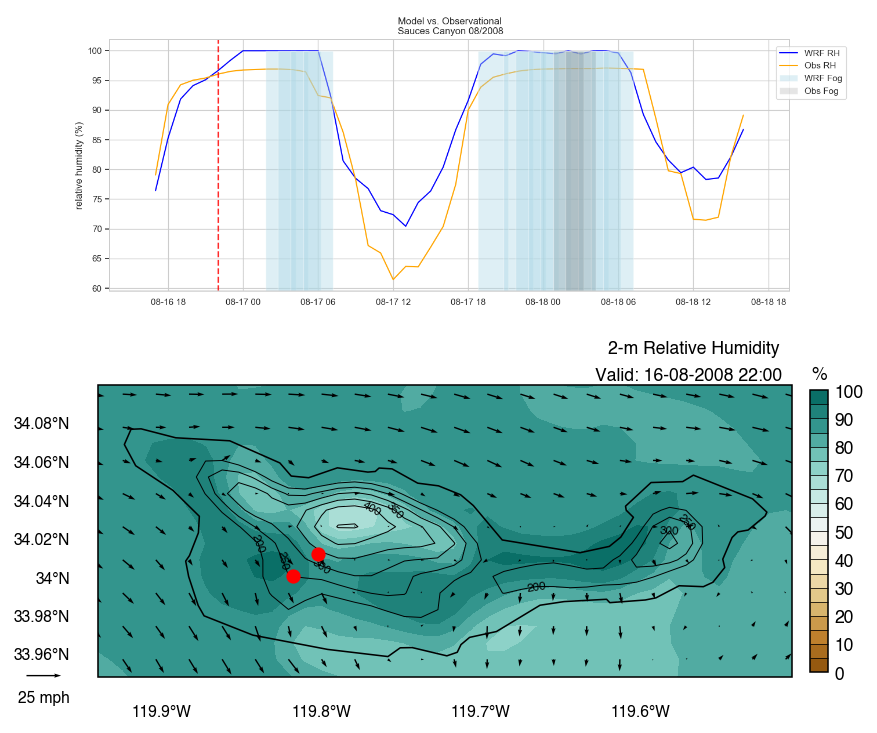 Model vs. Observational
Sauces Canyon 08/2008
relative humidity (%)
100
95
90
85
80
75
70
65
60
08-16 18
08-17 00
08-17 06
08-17 12
08-17 18
08-18 00
08-18 06
08-18 12
08-18 18
WRF RH
Obs RH
WRF Fog
Obs Fog
2-m Relative Humidity
Valid: 16-08-2008 22:00
%
34.08°N
34.06°N
34.04°N
34.02°N
34°N
33.98°N
33.96°N
25 mph
119.9°W
119.8°W
119.7°W
119.6°W
400
300
200
200
100
90
80
70
60
50
40
30
20
10
0